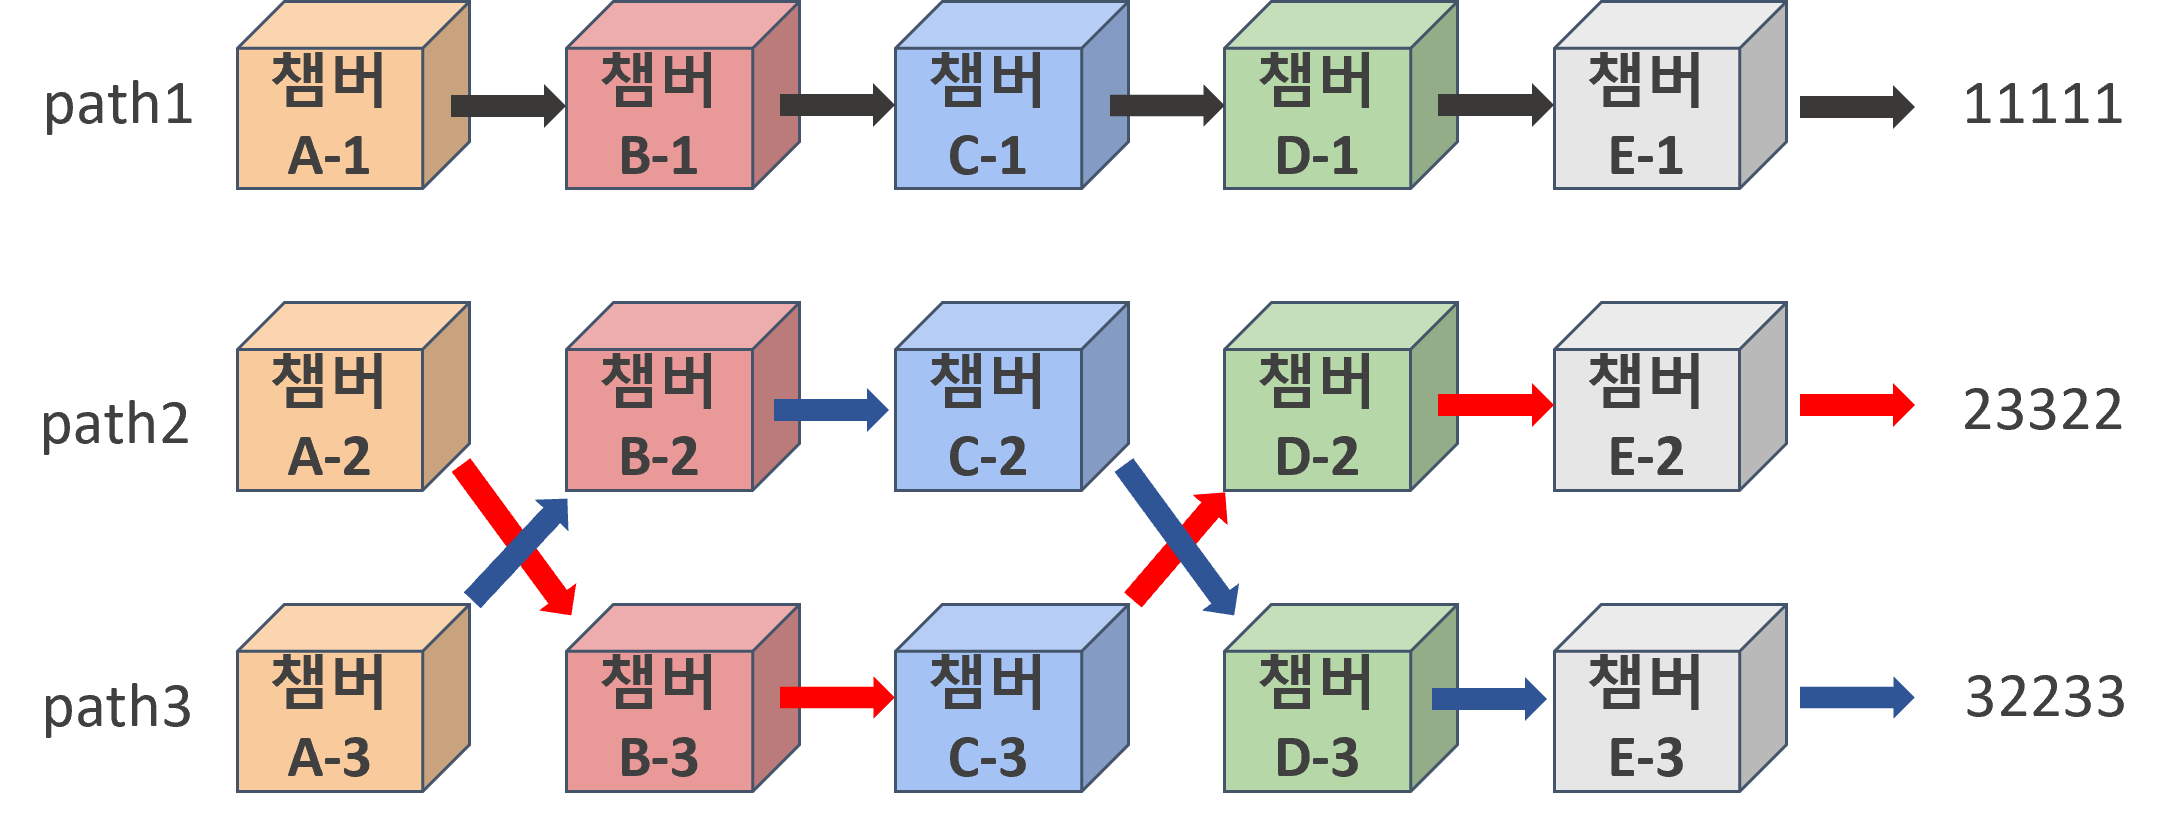 path1
챔버
A-1
챔버
B-1
챔버
C-1
챔버
D-1
챔버
E-1
11111
path2
챔버
A-2
챔버
B-2
챔버
C-2
챔버
D-2
챔버
E-2
23322
path3
챔버
A-3
챔버
B-3
챔버
C-3
챔버
D-3
챔버
E-3
32233